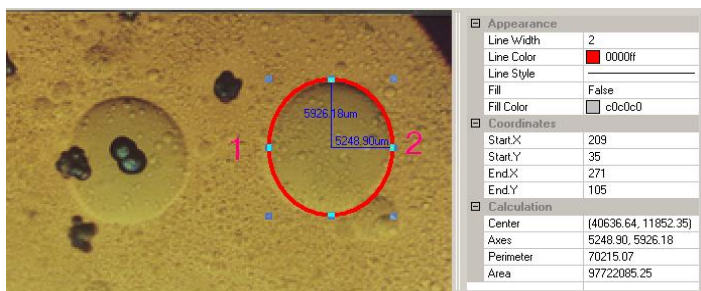 5926.18um
5248.90um
1
2
Appearance
Line Width 2
Line Color 0000ff
Line Style
Fill False
Fill Color c0c0c0
Coordinates
Start.X 209
Start.Y 35
End.X 271
End.Y 105
Calculation
Center (40636.64, 11852.35)
Axes 5248.90, 5926.18
Perimeter 70215.07
Area 97722085.25